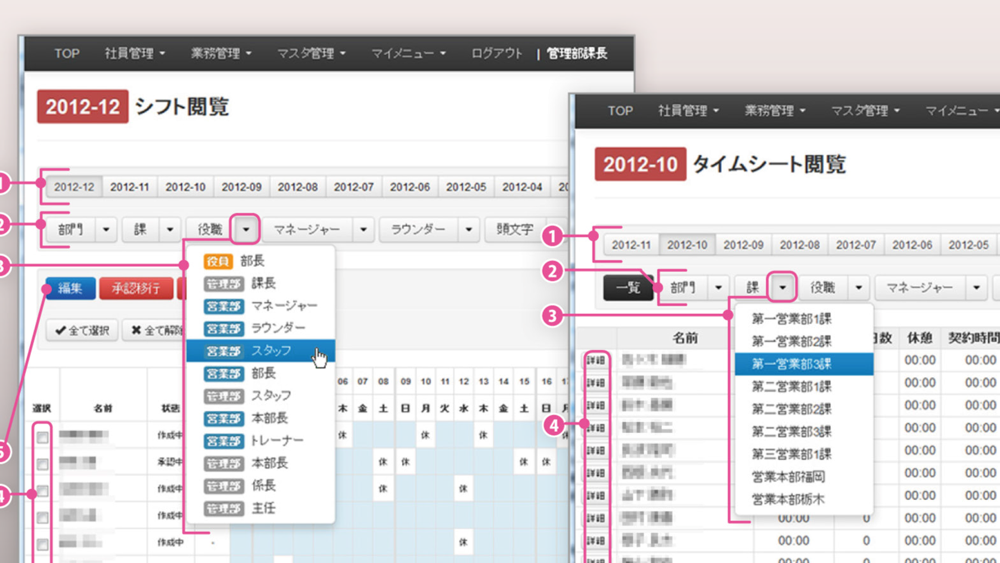 TOP 社員管理 業務管理 マスタ管理 マイメニュー ログアウト | 管理部課長
2012-12 シフト閲覧
1
2012-12 2012-11 2012-10 2012-09 2012-08 2012-07 2012-06 2012-05 2012-04
2
部門 課 役職 マネージャー ラウンダー 頭文字
3
役員 部長
管理部 課長
営業部 マネージャー
営業部 ラウンダー
営業部 スタッフ
営業部 部長
管理部 スタッフ
営業部 本部長
営業部 トレーナー
管理部 本部長
管理部 係長
管理部 主任
5
編集 承認移行
全て選択 全て解除
06 07 08 09 10 11 12 13 14 15 16
選択 名前 状態 木 金 土 日 月 火 水 木 金 土 日
作成中 休 休 休
承認中 休 休 休 休
4
作成中 休 休
作成中
作成中 - 休
TOP 社員管理 業務管理 マスタ管理 マイメニュー
2012-10 タイムシート閲覧
1
2012-11 2012-10 2012-09 2012-08 2012-07 2012-06 2012-05
2
一覧 部門 課 役職 マネージャー
3
第一営業部1課
第一営業部2課
第一営業部3課
第二営業部1課
第二営業部2課
第二営業部3課
第三営業部1課
営業本部福岡
営業本部栃木
名前 日数 休憩 契約時間
詳細 00:00 00:00
詳細 00:00 00:00
詳細 00:00 00:00
4
詳細 00:00 00:00
詳細 00:00 00:00
詳細 00:00 00:00
詳細 00:00 00:00
詳細 00:00 0 00:00 00:00
詳細 00:00 0 00:00 00:00